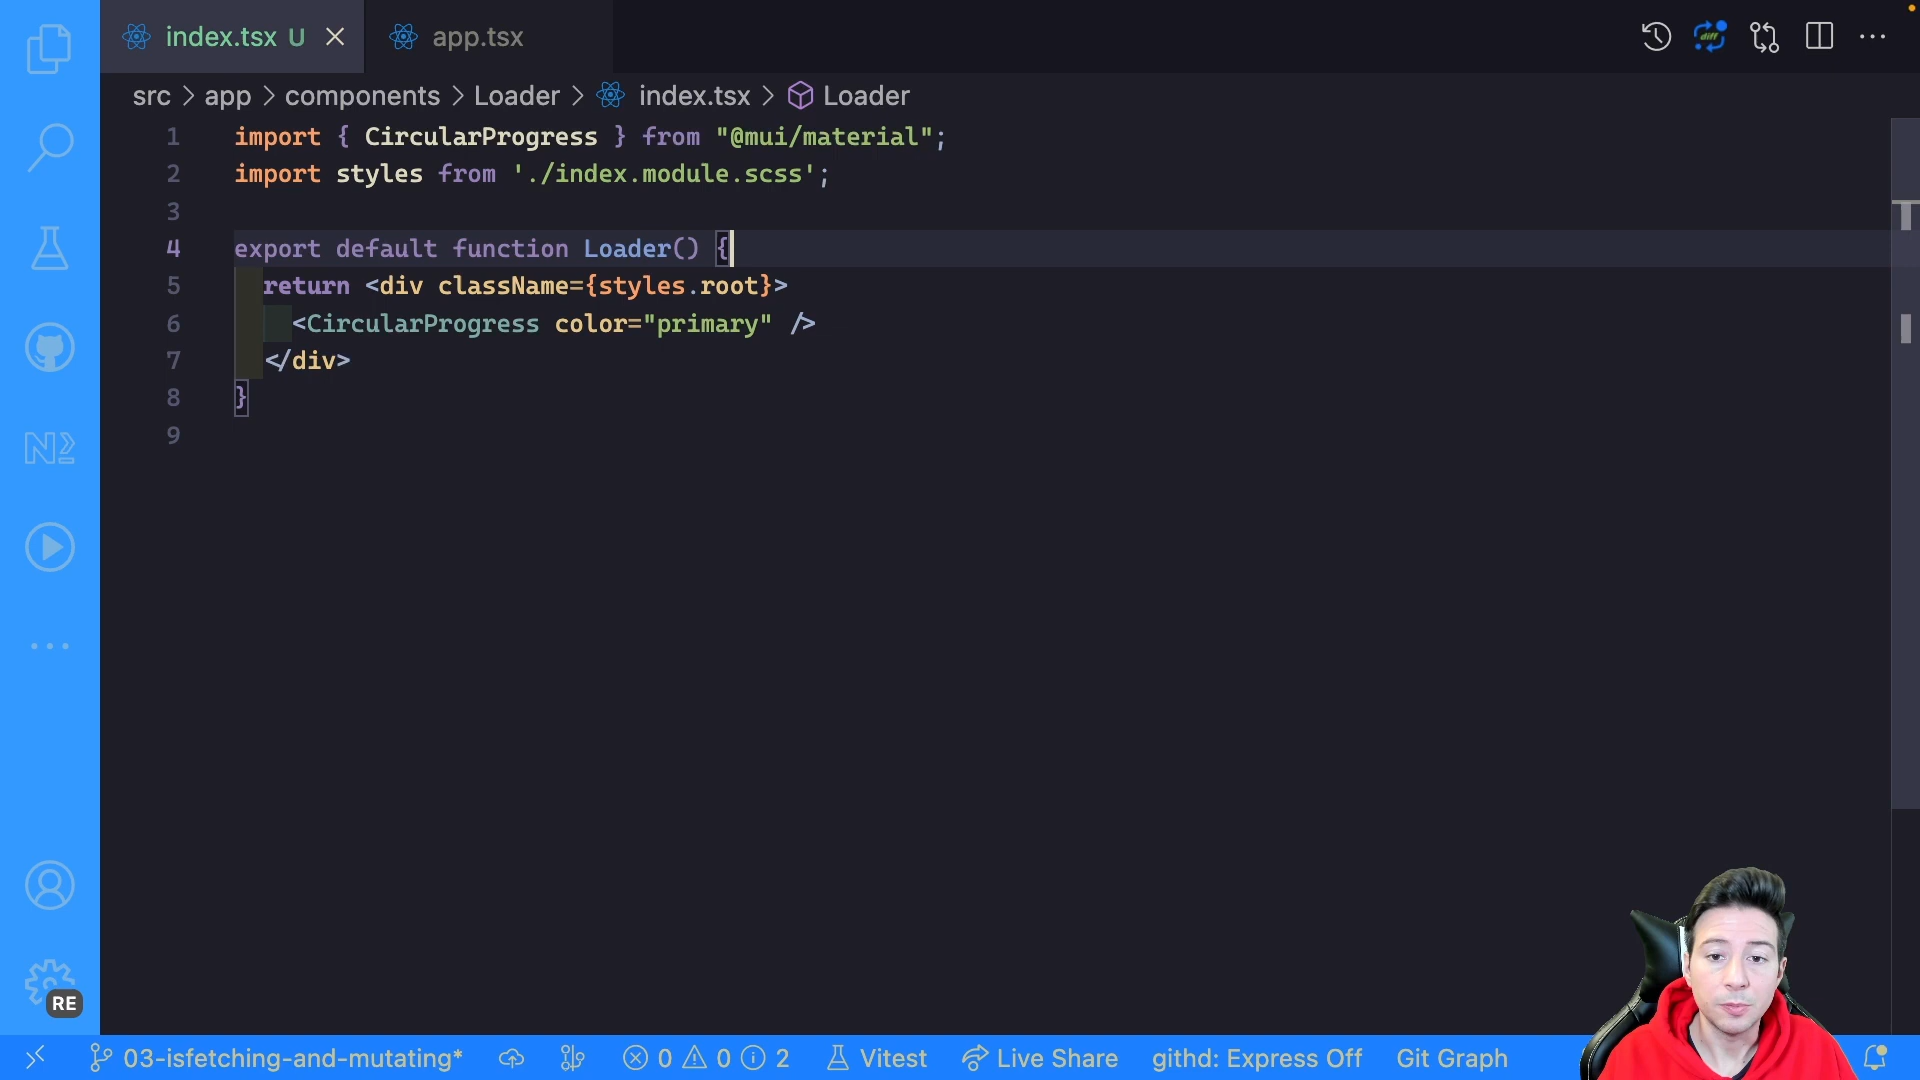 index.tsx U
app.tsx
diff
src > app > components > Loader > index.tsx > Loader
1 import { CircularProgress } from "@mui/material";
2 import styles from './index.module.scss';
3
4 export default function Loader() {
5 return <div className={styles.root}>
6 <CircularProgress color="primary" />
7 </div>
8 }
9
RE
03-isfetching-and-mutating* 0 0 2 Vitest Live Share githd: Express Off Git Graph